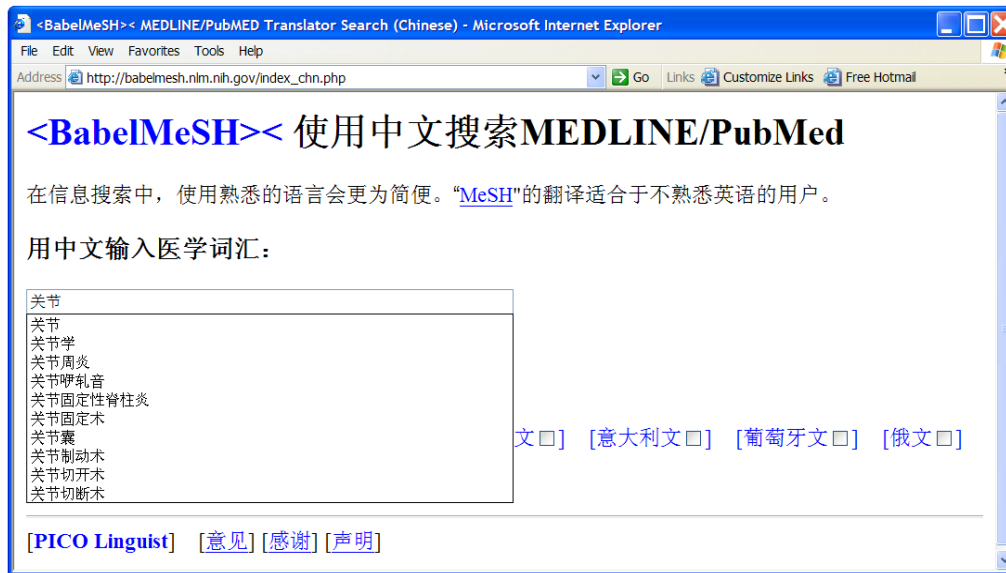 <BabelMeSH>< MEDLINE/PubMED Translator Search (Chinese) - Microsoft Internet Explorer
File Edit View Favorites Tools Help
Address http://babelmesh.nlm.nih.gov/index_chn.php Go Links Customize Links Free Hotmail
<BabelMeSH>< 使用中文搜索MEDLINE/PubMed
在信息搜索中，使用熟悉的语言会更为简便。“MeSH"的翻译适合于不熟悉英语的用户。
用中文输入医学词汇：
关节
关节
关节学
关节周炎
关节咿轧音
关节固定性脊柱炎
关节固定术
关节囊
关节制动术
关节切开术
关节切断术
文] [意大利文] [葡萄牙文] [俄文]
[PICO Linguist] [意见] [感谢] [声明]